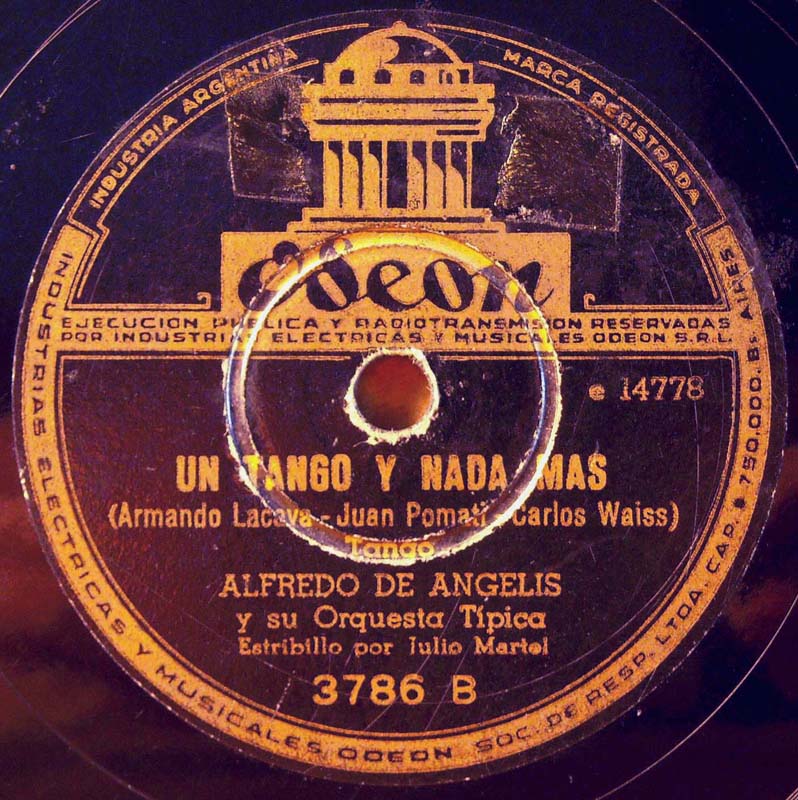 INDUSTRIA ARGENTINA
MARCA REGISTRADA
Odeon
EJECUCION PUBLICA Y RADIOTRANSMISION RESERVADAS
POR INDUSTRIAS ELECTRICAS Y MUSICALES ODEON S.R.L.
e 14778
UN TANGO Y NADA MAS
(Armando Lacava - Juan Pomati - Carlos Waiss)
Tango
ALFREDO DE ANGELIS
y su Orquesta Típica
Estribillo por Julio Martel
3786 B
INDUSTRIAS ELECTRICAS Y MUSICALES ODEON SOC. DE RESP. LTDA. CAP. $ 750.000. Bs. AIRES